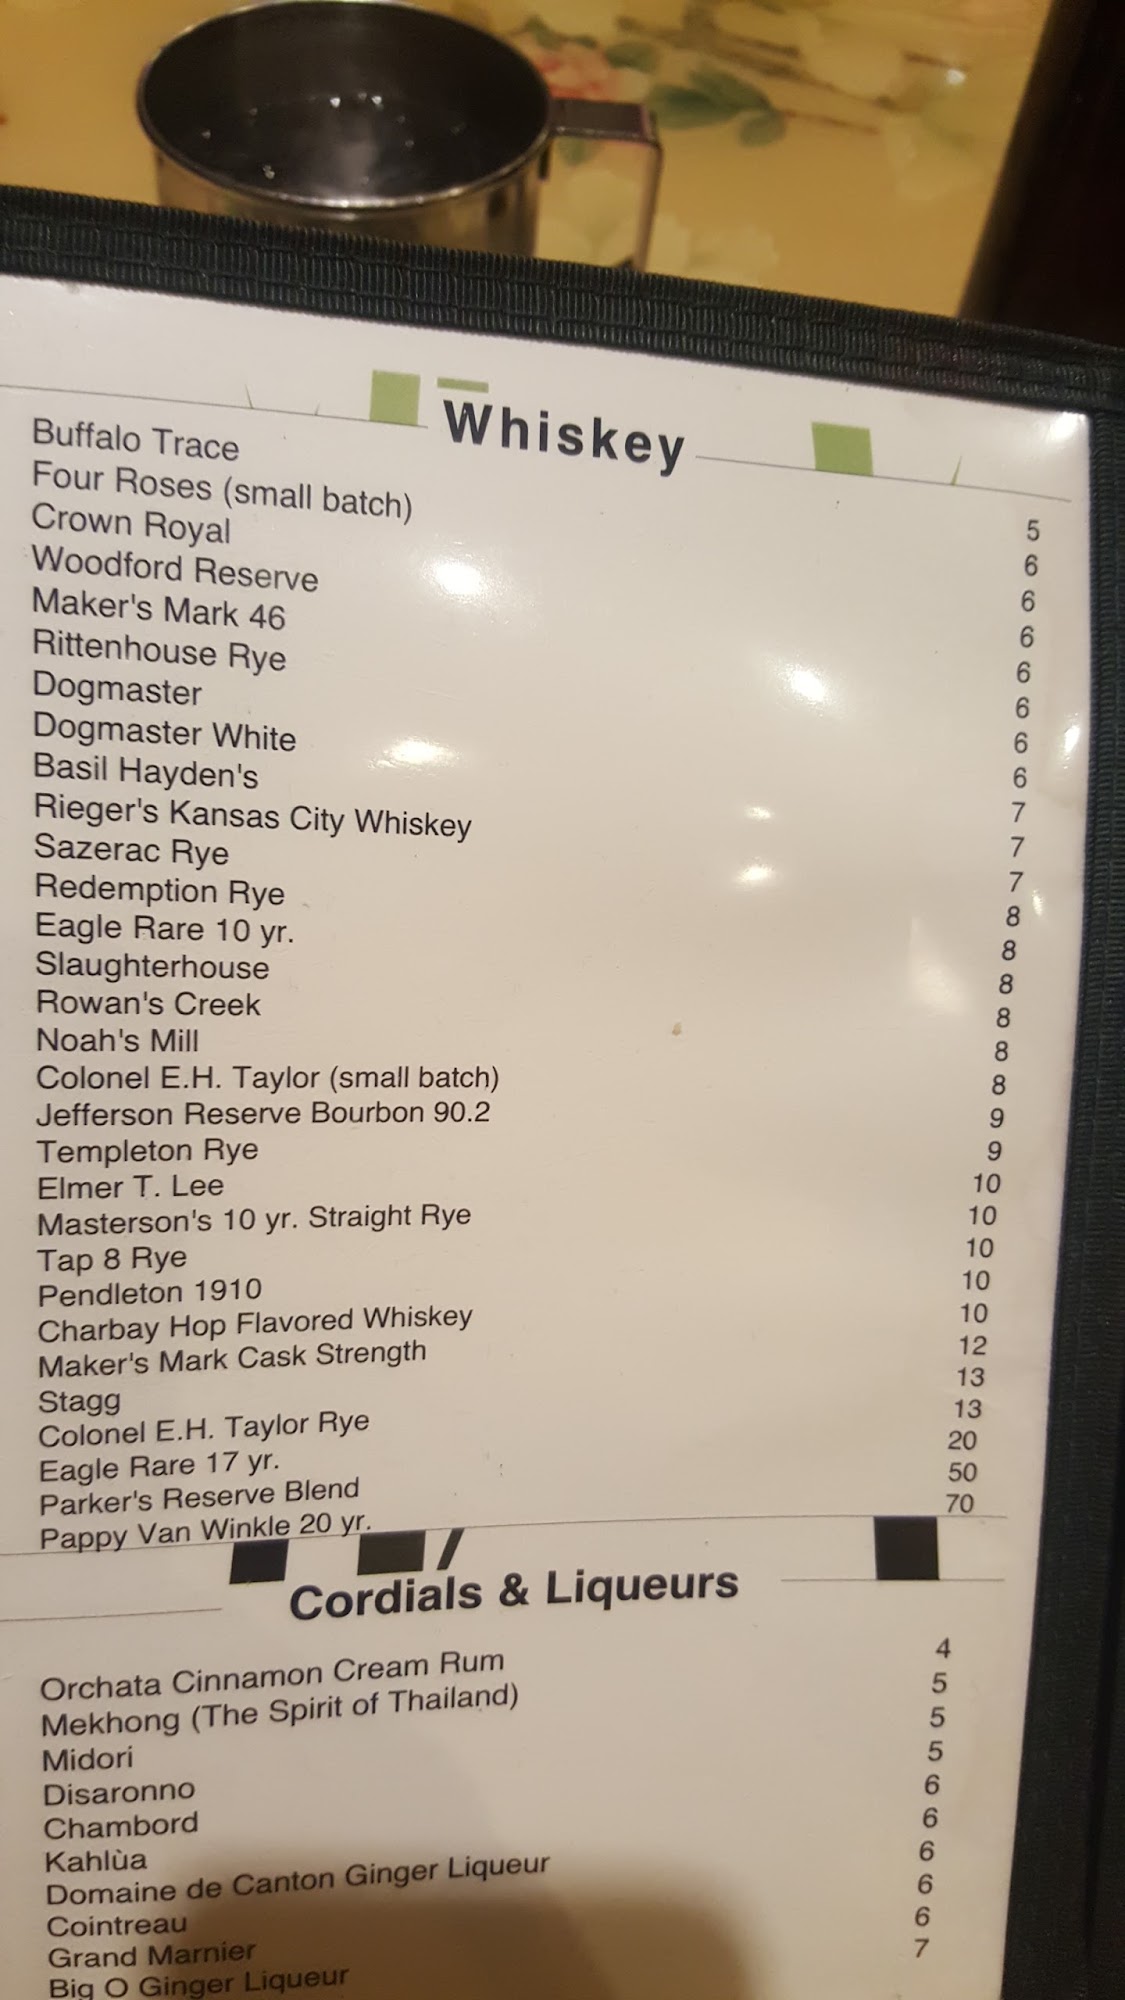 Whiskey
Buffalo Trace 5
Four Roses (small batch) 6
Crown Royal 6
Woodford Reserve 6
Maker's Mark 46 6
Rittenhouse Rye 6
Dogmaster 6
Dogmaster White 6
Basil Hayden's 7
Rieger's Kansas City Whiskey 7
Sazerac Rye 7
Redemption Rye 8
Eagle Rare 10 yr. 8
Slaughterhouse 8
Rowan's Creek 8
Noah's Mill 8
Colonel E.H. Taylor (small batch) 8
Jefferson Reserve Bourbon 90.2 9
Templeton Rye 9
Elmer T. Lee 10
Masterson's 10 yr. Straight Rye 10
Tap 8 Rye 10
Pendleton 1910 10
Charbay Hop Flavored Whiskey 10
Maker's Mark Cask Strength 12
Stagg 13
Colonel E.H. Taylor Rye 13
Eagle Rare 17 yr. 20
Parker's Reserve Blend 50
Pappy Van Winkle 20 yr. 70
Cordials & Liqueurs
Orchata Cinnamon Cream Rum 4
Mekhong (The Spirit of Thailand) 5
Midori 5
Disaronno 5
Chambord 6
Kahlùa 6
Domaine de Canton Ginger Liqueur 6
Cointreau 6
Grand Marnier 6
Big O Ginger Liqueur 7